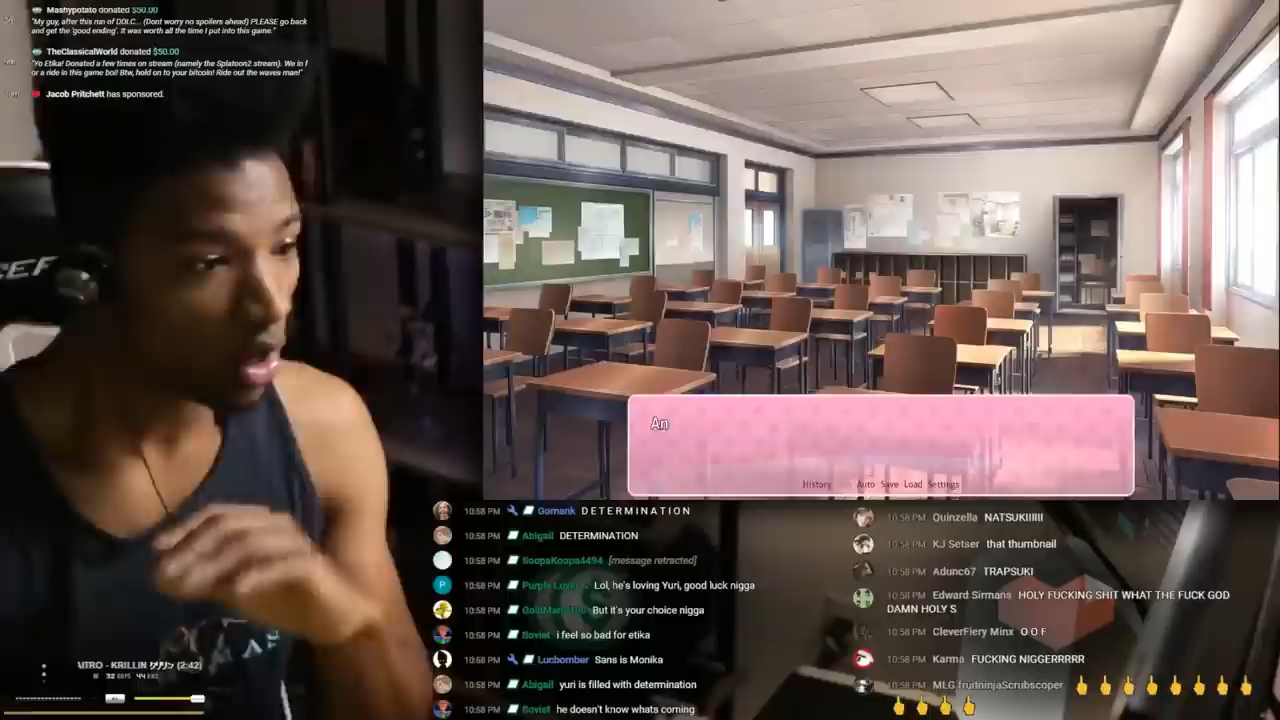 Mashypotato donated $50.00
"My guy, after this run of DDLC... (Dont worry no spoilers ahead) PLEASE go back
and get the 'good ending'. It was worth all the time I put into this game."
TheClassicalWorld donated $50.00
"Yo Etika! Donated a few times on stream (namely the Splatoon2 stream). We in f
or a ride in this game boi! Btw, hold on to your bitcoin! Ride out the waves man!"
Jacob Pritchett has sponsored.
An
History Auto Save Load Settings
10:58 PM Gomank D E T E R M I N A T I O N
10:58 PM Abigail DETERMINATION
10:58 PM SoopaKoopa4494 [message retracted]
10:58 PM Purple Lol, he's loving Yuri, good luck nigga
10:58 PM But it's your choice nigga
10:58 PM Soviet i feel so bad for etika
10:58 PM Lucbomber Sans is Monika
10:58 PM Abigail yuri is filled with determination
10:58 PM Soviet he doesn't know whats coming
10:58 PM Quinzella NATSUKIIIIII
10:58 PM KJ Setser that thumbnail
10:58 PM Adunc67 TRAPSUKI
10:58 PM Edward Sirmans HOLY FUCKING SHIT WHAT THE FUCK GOD
DAMN HOLY S
10:58 PM CleverFiery Minx O O F
10:58 PM Karma FUCKING NIGGERRRRR
10:58 PM MLG frudninjaScrubscoper
KRILLIN クリリン (2:42)